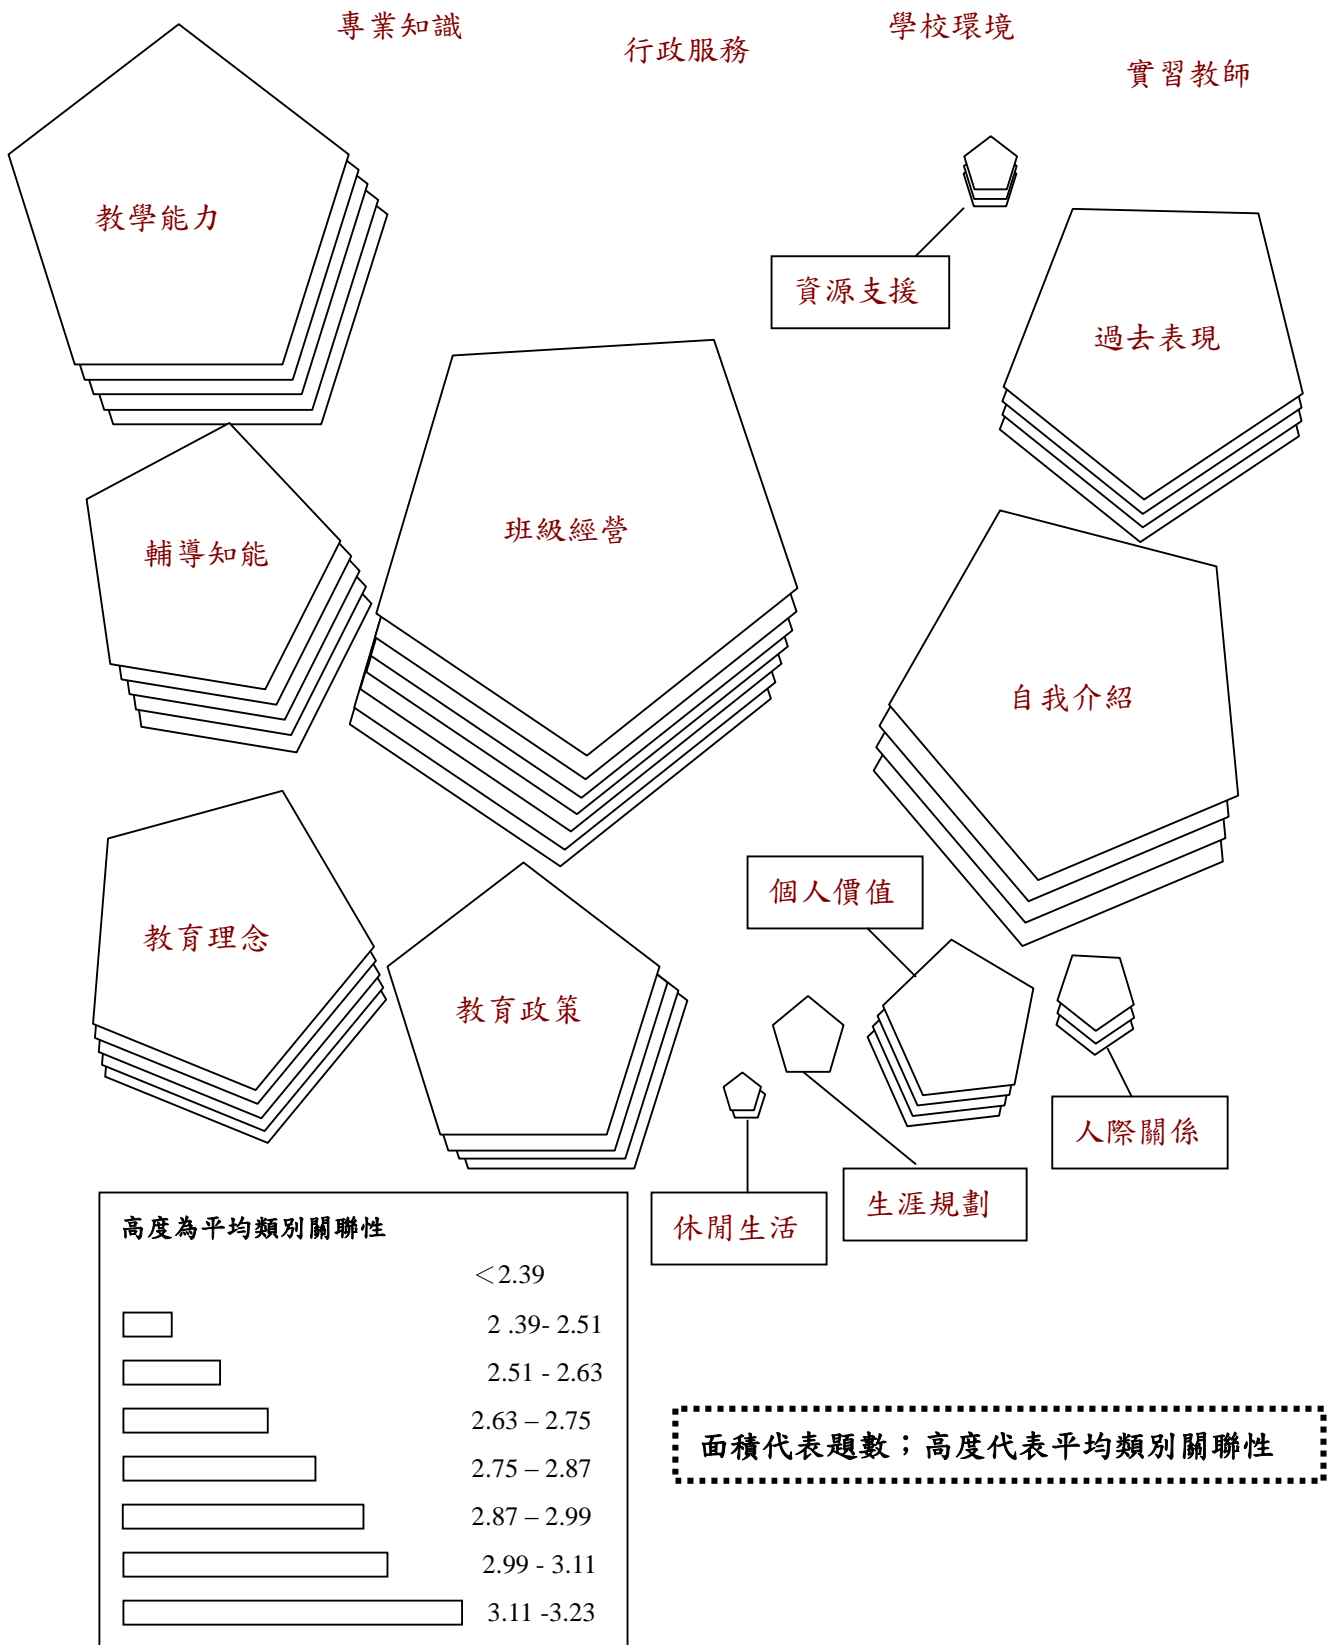 專業知識
行政服務
學校環境
實習教師
教學能力
資源支援
過去表現
班級經營
輔導知能
自我介紹
個人價值
教育理念
教育政策
人際關係
生涯規劃
休閒生活
高度為平均類別關聯性
＜2.39
2 .39- 2.51
2.51 - 2.63
2.63 – 2.75
2.75 – 2.87
2.87 – 2.99
2.99 - 3.11
3.11 -3.23
面積代表題數；高度代表平均類別關聯性